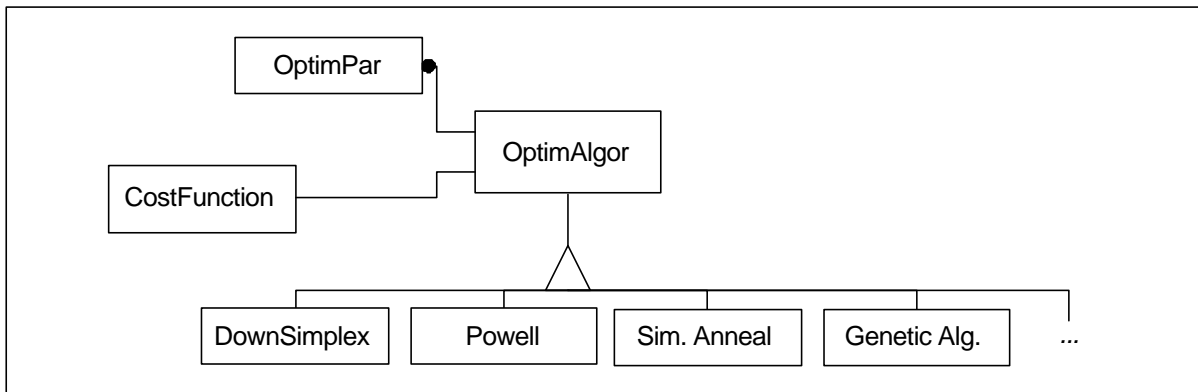 OptimPar
OptimAlgor
CostFunction
DownSimplex
Powell
Sim. Anneal
Genetic Alg.
...